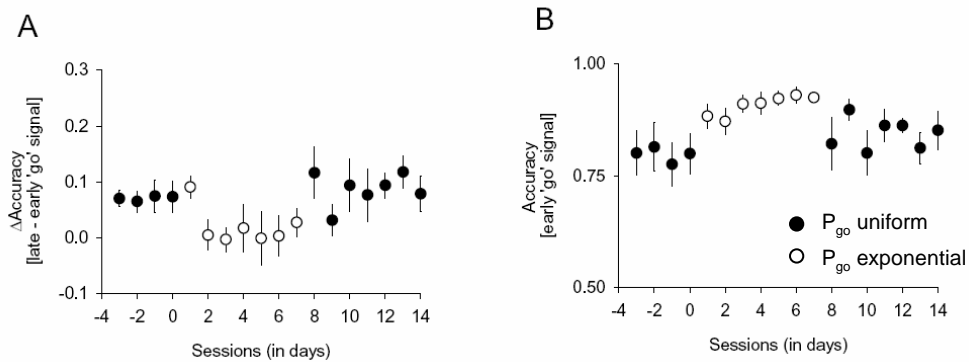 A
0.3
0.2
0.1
0.0
-0.1
ΔAccuracy
[late - early 'go' signal]
-4 -2 0 2 4 6 8 10 12 14
Sessions (in days)
B
1.00
0.75
0.50
Accuracy
[early 'go' signal]
P_go uniform
P_go exponential
-4 -2 0 2 4 6 8 10 12 14
Sessions (in days)